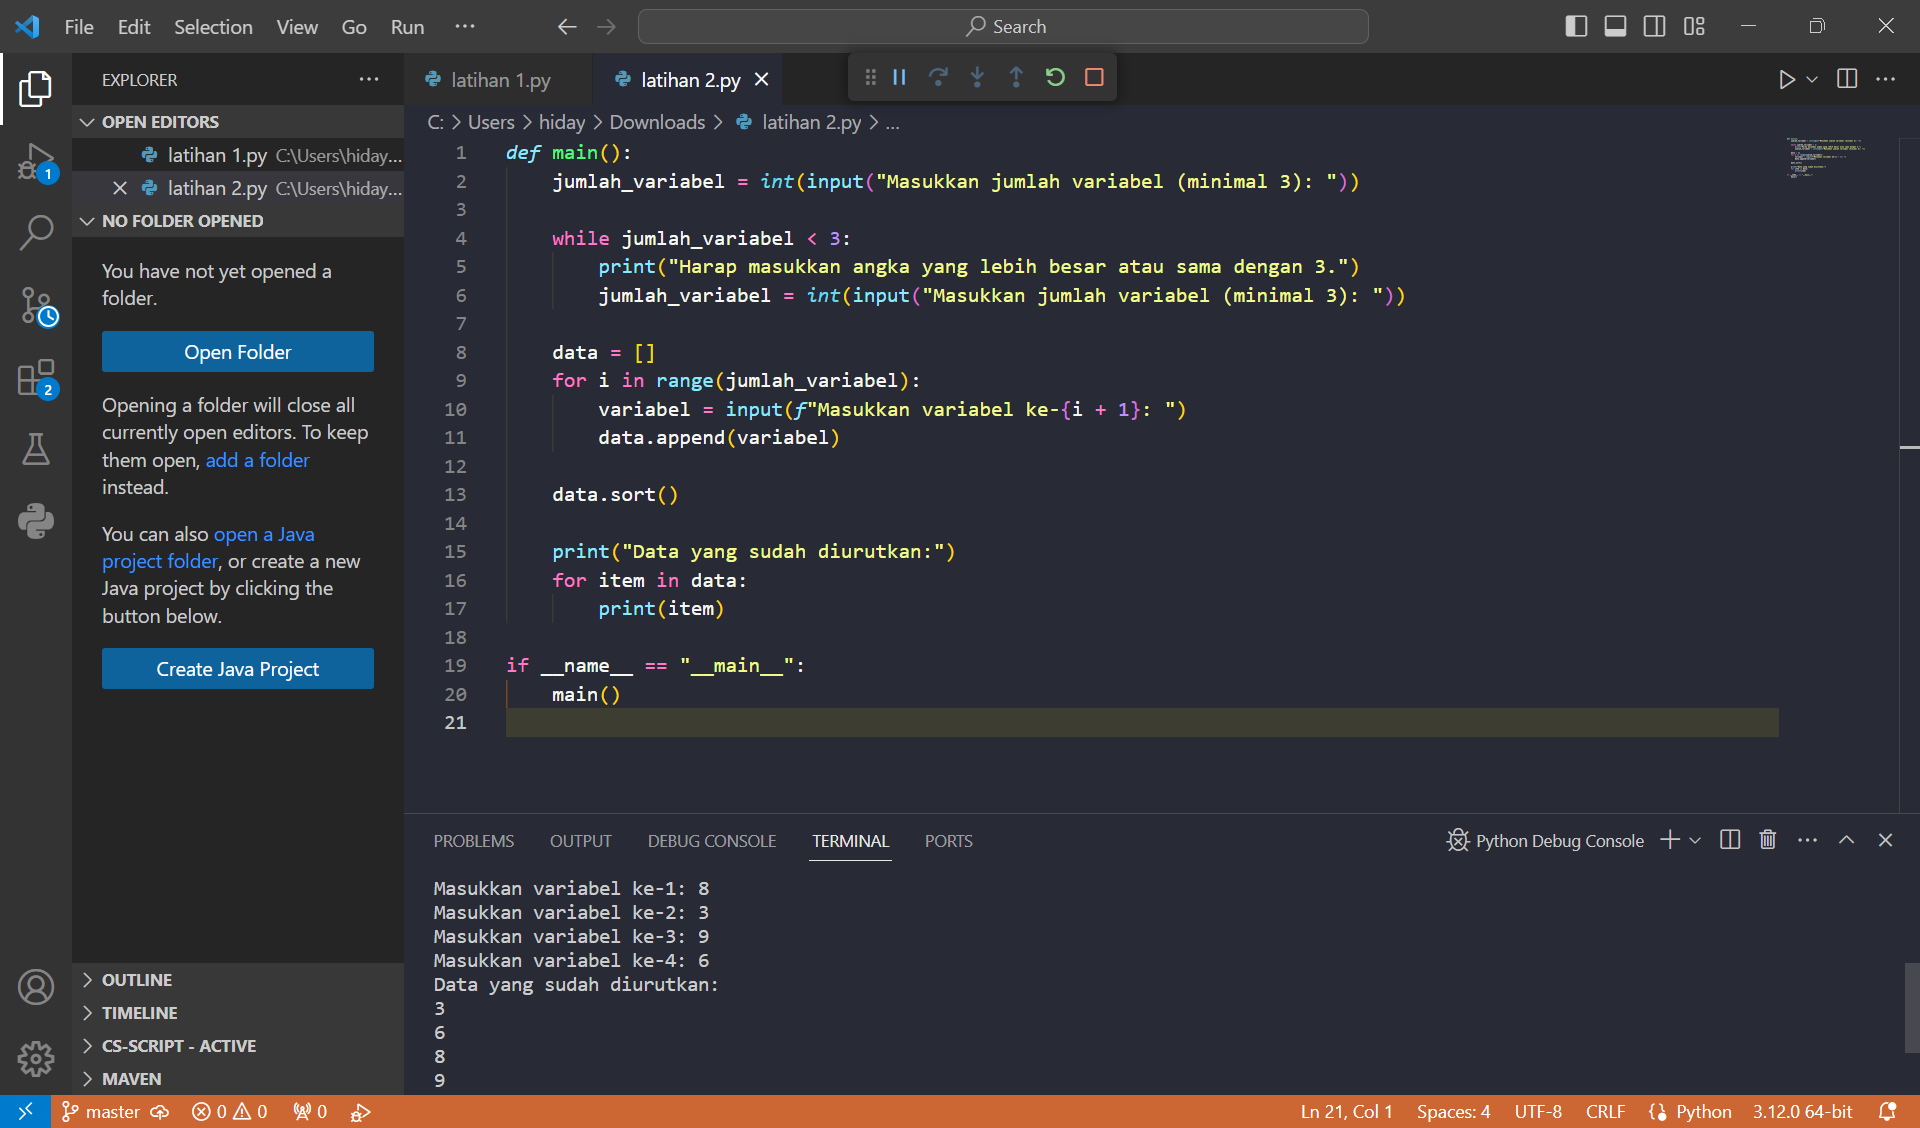 File Edit Selection View Go Run ···
Search
EXPLORER ···
OPEN EDITORS
latihan 1.py C:\Users\hiday...
latihan 2.py C:\Users\hiday...
NO FOLDER OPENED
You have not yet opened a
folder.
Open Folder
Opening a folder will close all
currently open editors. To keep
them open, add a folder
instead.
You can also open a Java
project folder, or create a new
Java project by clicking the
button below.
Create Java Project
OUTLINE
TIMELINE
CS-SCRIPT - ACTIVE
MAVEN
1
2
latihan 1.py
latihan 2.py
C: > Users > hiday > Downloads > latihan 2.py > ...
1 def main():
2     jumlah_variabel = int(input("Masukkan jumlah variabel (minimal 3): "))
3
4     while jumlah_variabel < 3:
5         print("Harap masukkan angka yang lebih besar atau sama dengan 3.")
6         jumlah_variabel = int(input("Masukkan jumlah variabel (minimal 3): "))
7
8     data = []
9     for i in range(jumlah_variabel):
10         variabel = input(f"Masukkan variabel ke-{i + 1}: ")
11         data.append(variabel)
12
13     data.sort()
14
15     print("Data yang sudah diurutkan:")
16     for item in data:
17         print(item)
18
19 if __name__ == "__main__":
20     main()
21
PROBLEMS OUTPUT DEBUG CONSOLE TERMINAL PORTS
Python Debug Console
Masukkan variabel ke-1: 8
Masukkan variabel ke-2: 3
Masukkan variabel ke-3: 9
Masukkan variabel ke-4: 6
Data yang sudah diurutkan:
3
6
8
9
master 0 0 0
Ln 21, Col 1 Spaces: 4 UTF-8 CRLF Python 3.12.0 64-bit